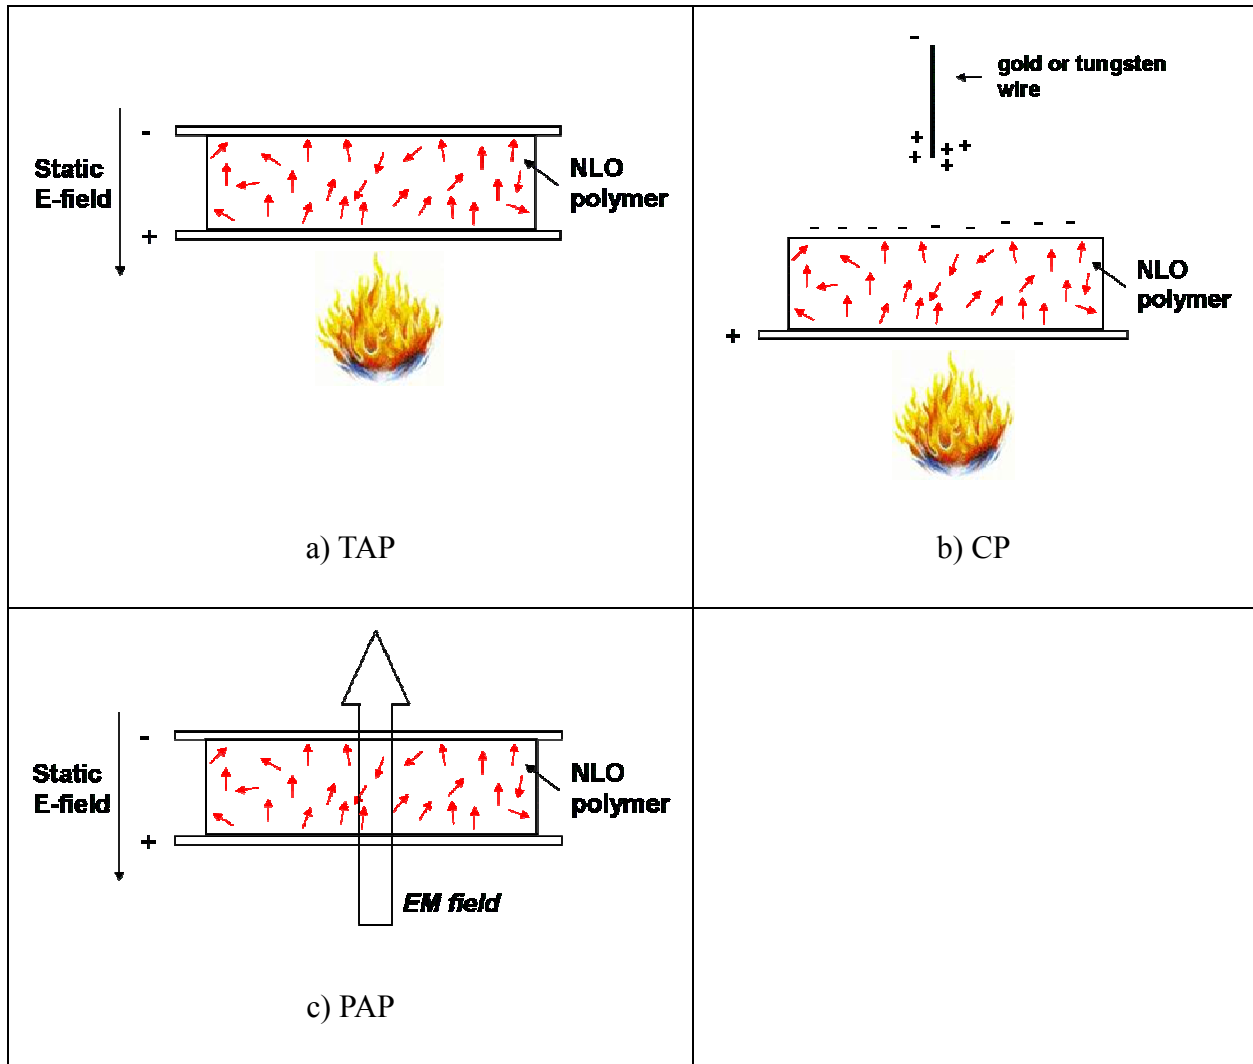 -
Static
E-field
+
NLO
polymer
a) TAP
-
gold or tungsten
wire
+ + + + +
- - - - - - - -
NLO
polymer
+
b) CP
-
Static
E-field
+
NLO
polymer
EM field
c) PAP